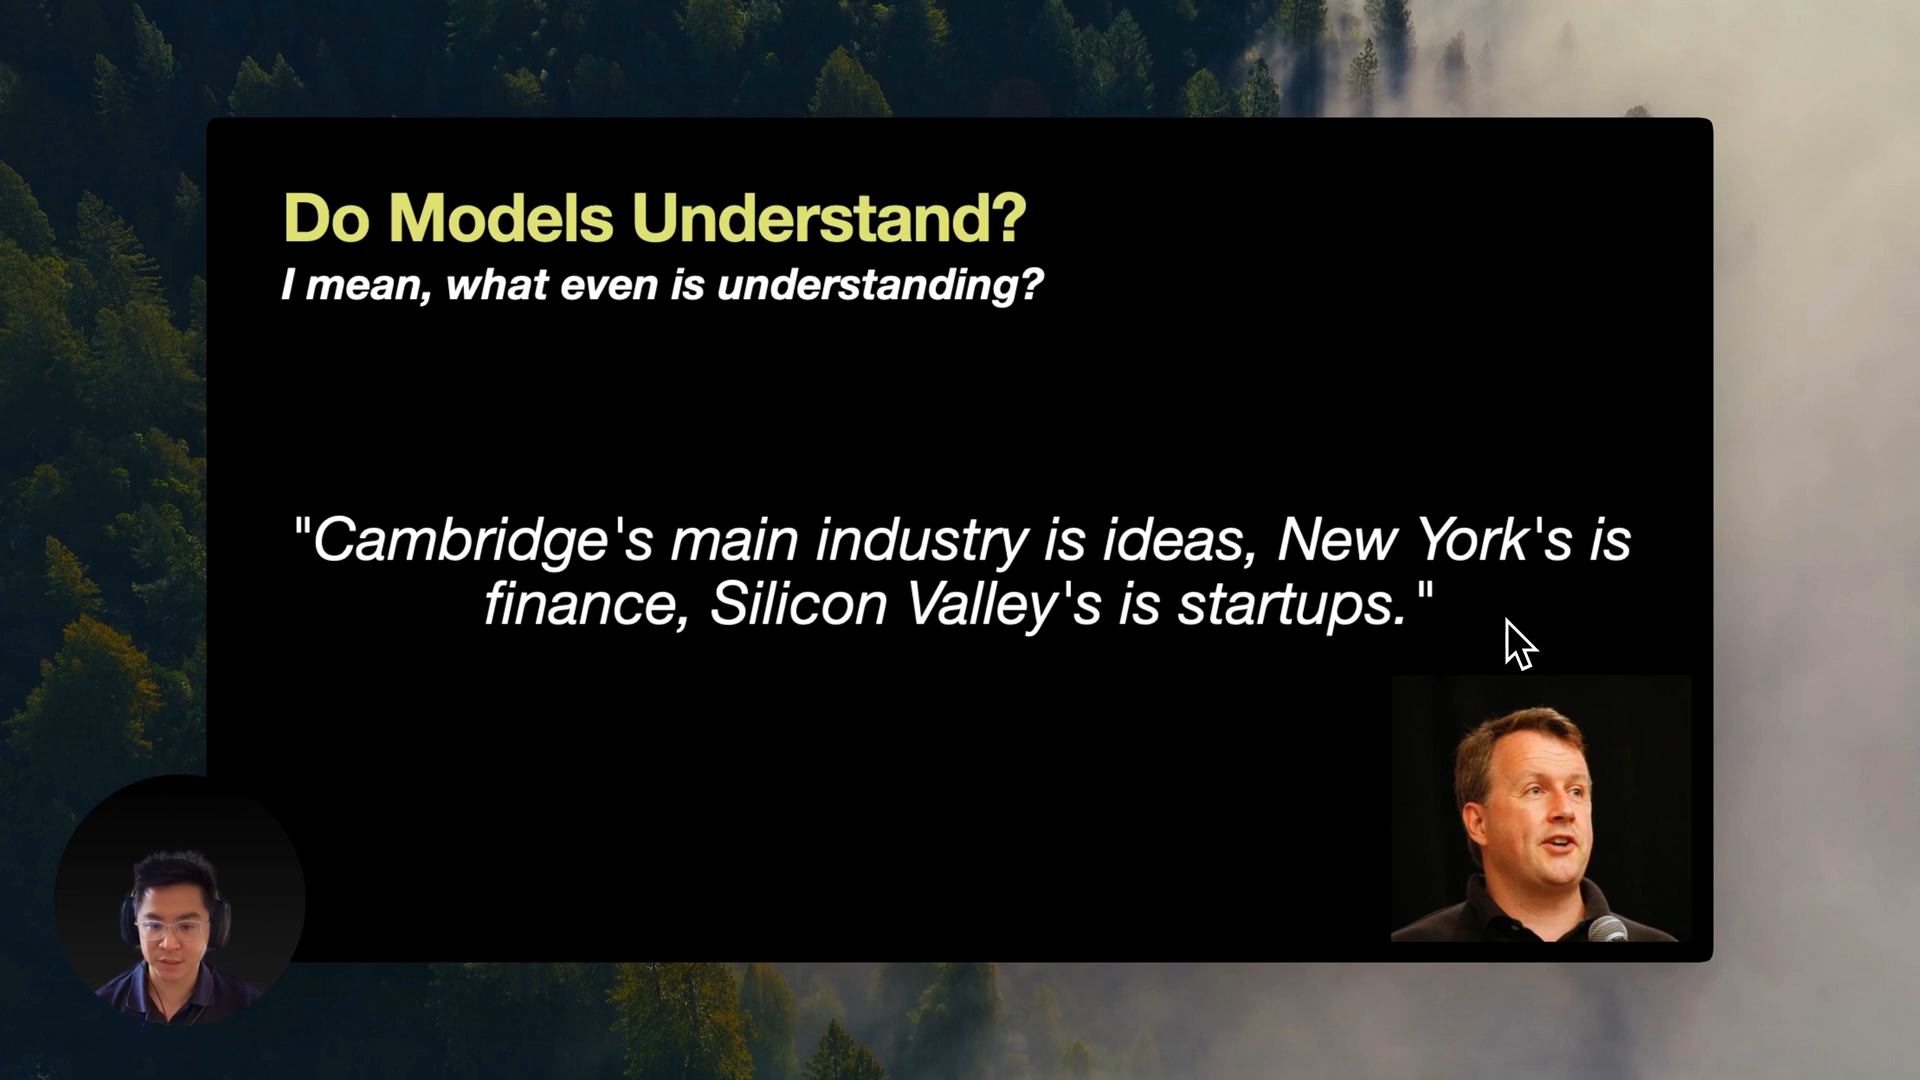 Do Models Understand?
I mean, what even is understanding?
"Cambridge's main industry is ideas, New York's is
finance, Silicon Valley's is startups."